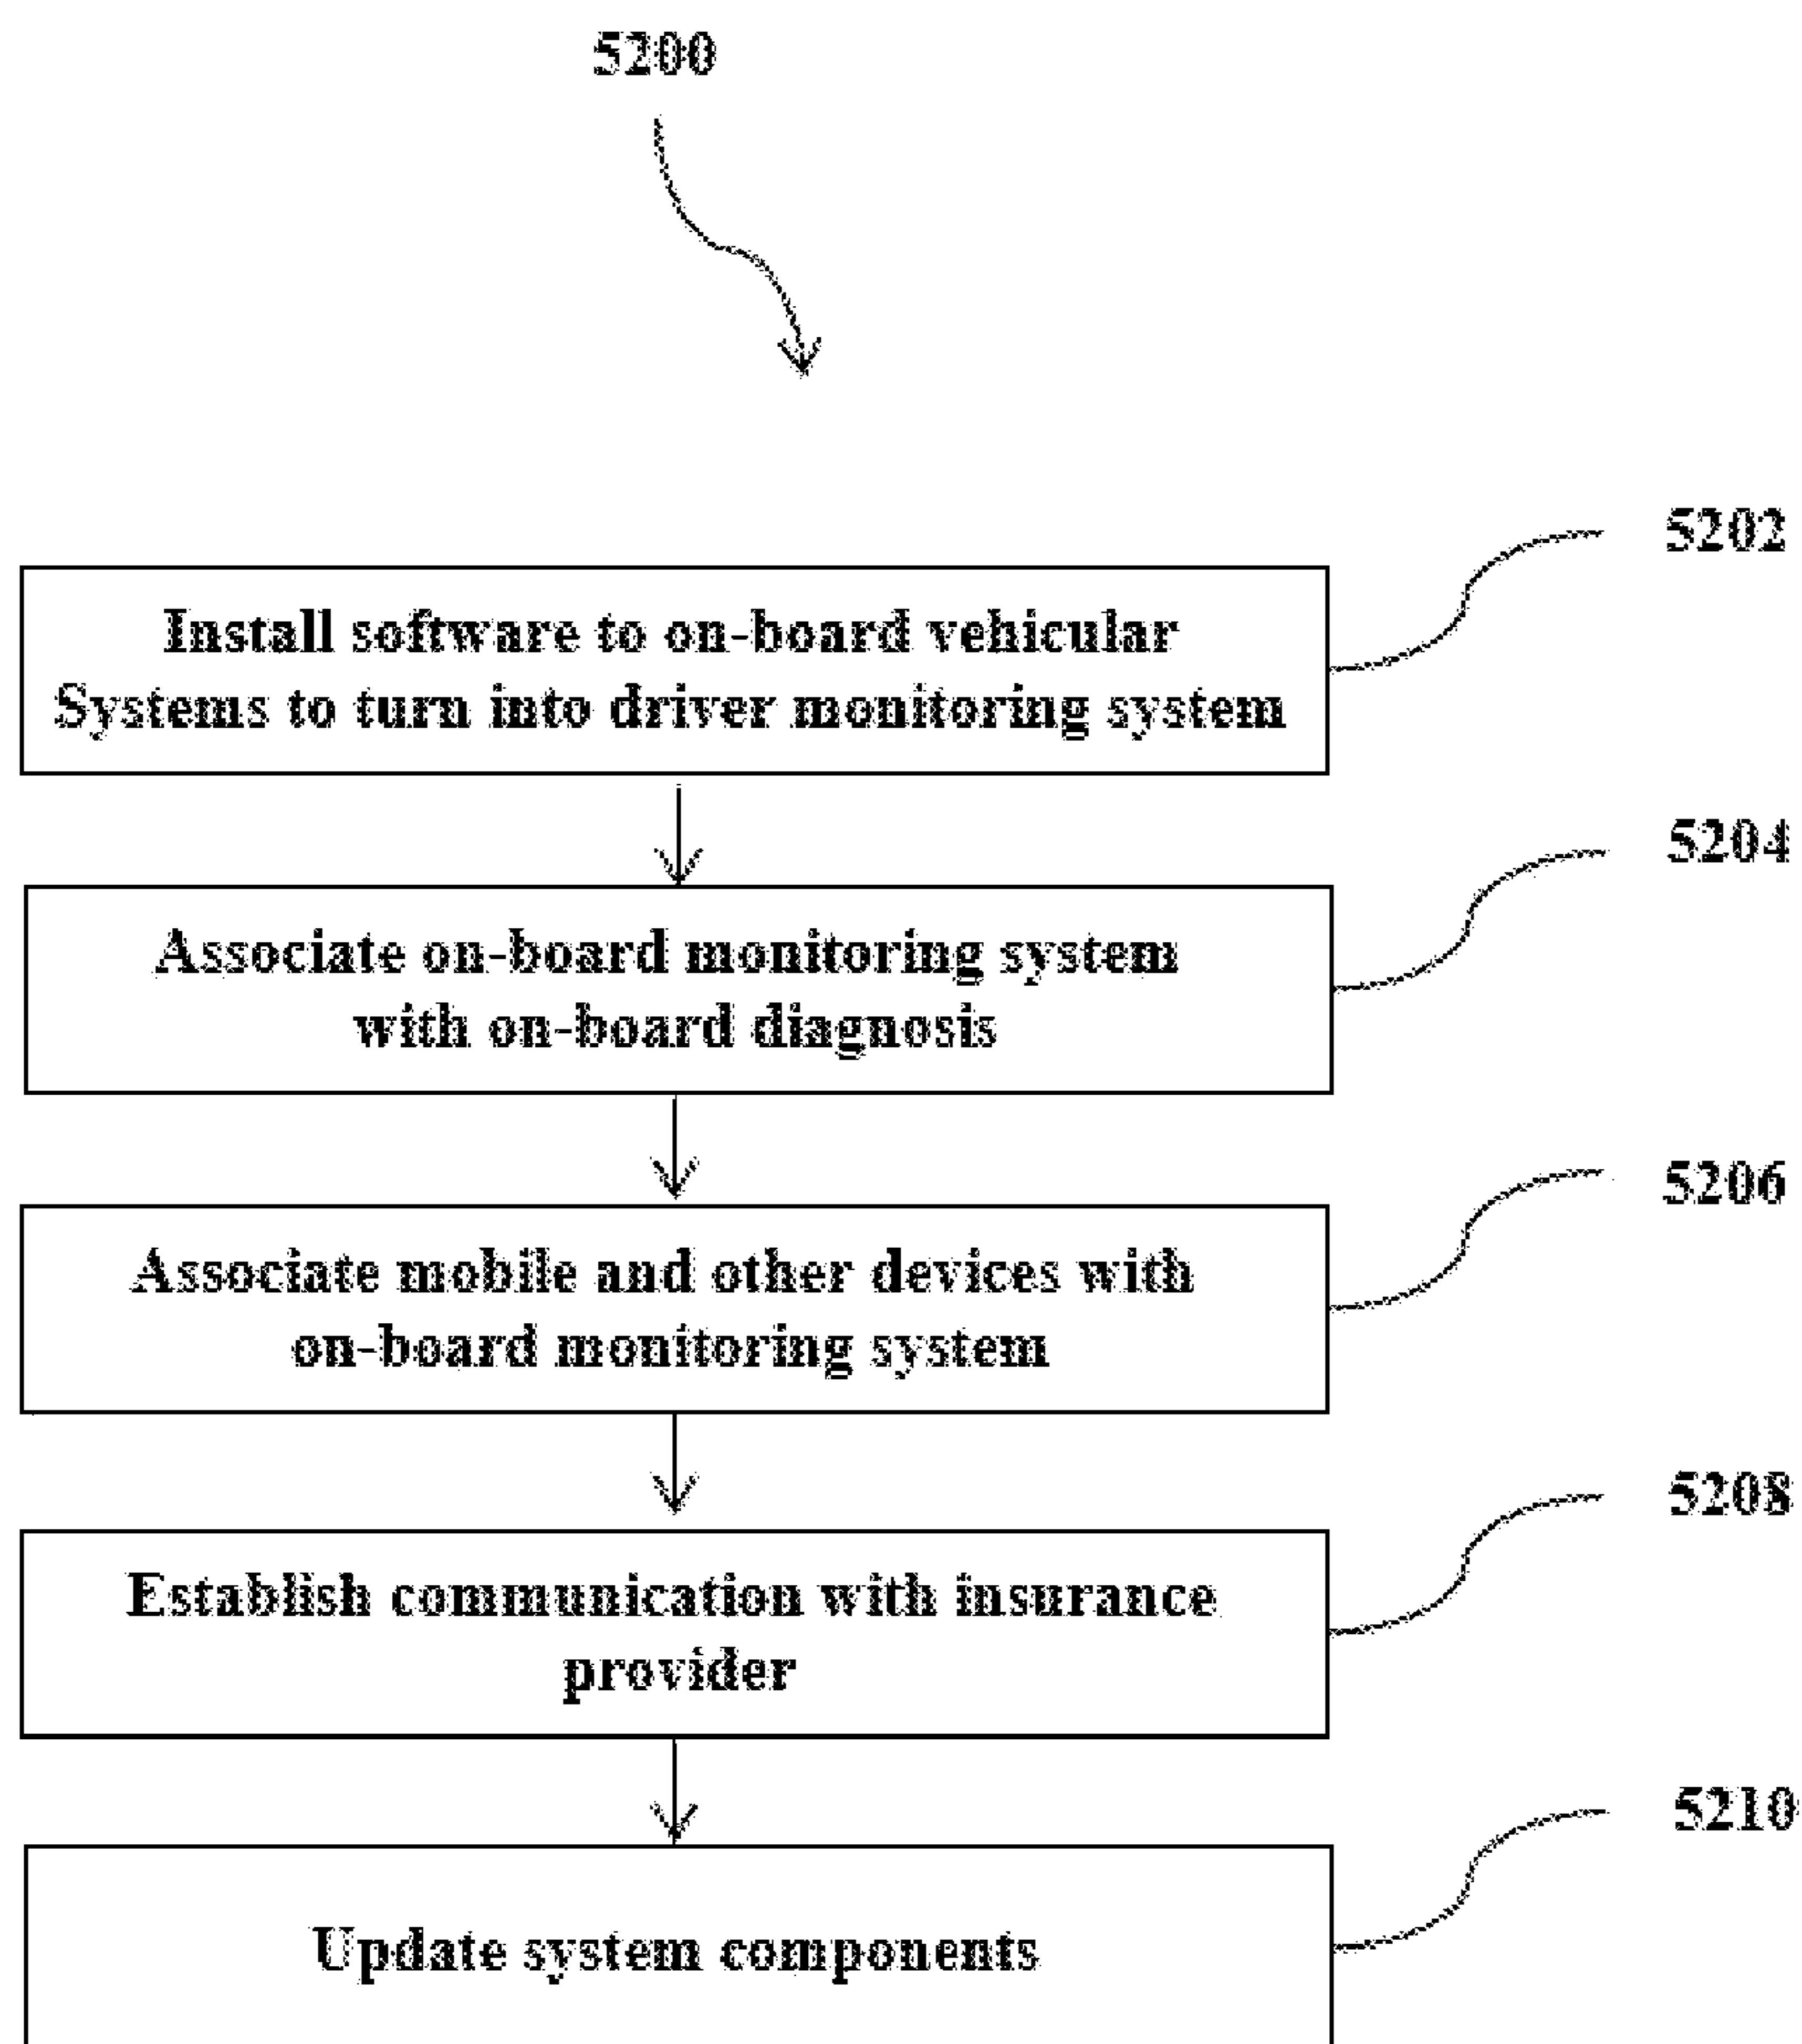 5200
5202
Install software to on-board vehicular
Systems to turn into driver monitoring system
5204
Associate on-board monitoring system
with on-board diagnosis
5206
Associate mobile and other devices with
on-board monitoring system
5208
Establish communication with insurance
provider
5210
Update system components